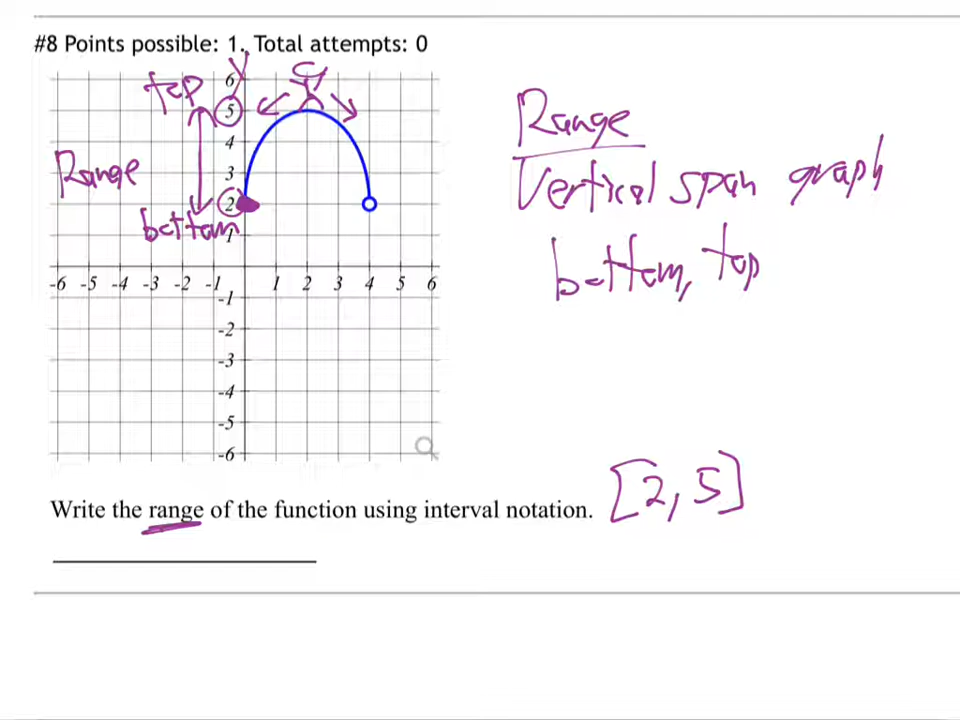 #8 Points possible: 1. Total attempts: 0
Y
top
6
5
4
3
2
1
Range
bottom
-6 -5 -4 -3 -2 -1 1 2 3 4 5 6
-1
-2
-3
-4
-5
-6
Range
Vertical span graph
bottom, top
Write the range of the function using interval notation. [2, 5]